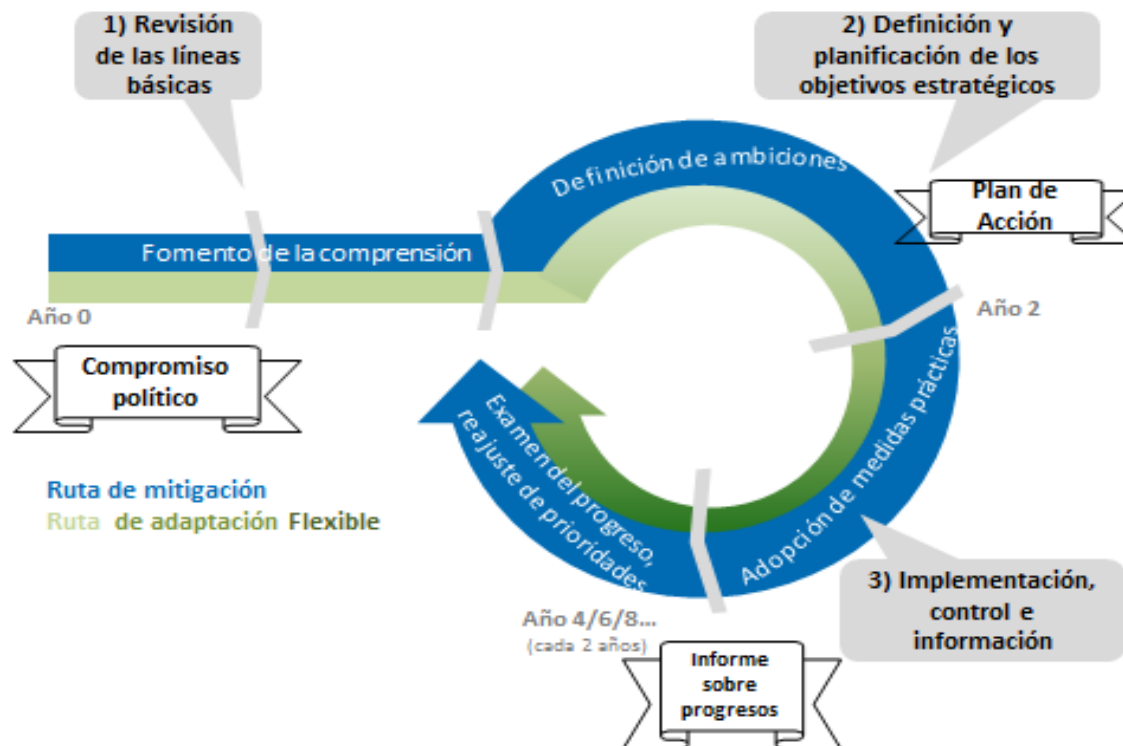 1) Revisión
de las líneas
básicas
2) Definición y
planificación de los
objetivos estratégicos
Definición de ambiciones
Plan de
Acción
Fomento de la comprensión
Año 0
Año 2
Compromiso
político
Examen del progreso,
reajuste de prioridades
Adopción de medidas prácticas
Ruta de mitigación
Ruta de adaptación Flexible
3) Implementación,
control e
información
Año 4/6/8...
(cada 2 años)
Informe
sobre
progresos